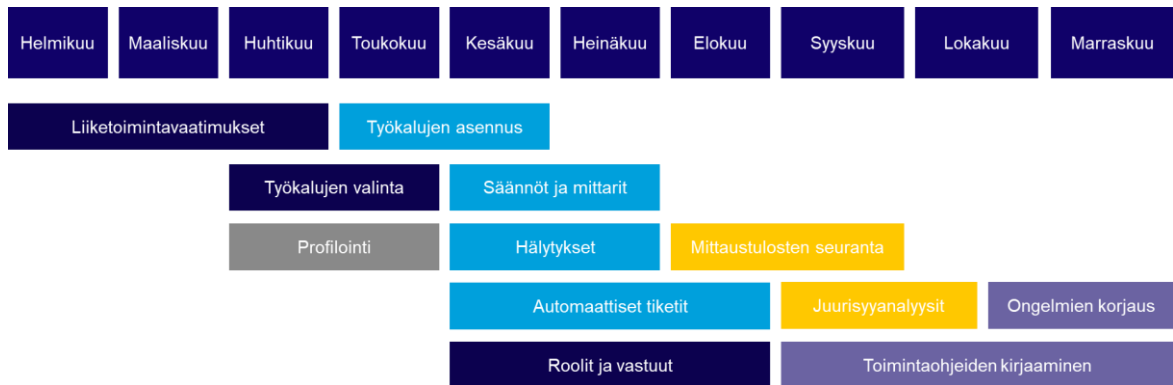 Helmikuu
Maaliskuu
Huhtikuu
Toukokuu
Kesäkuu
Heinäkuu
Elokuu
Syyskuu
Lokakuu
Marraskuu
Liiketoimintavaatimukset
Työkalujen asennus
Työkalujen valinta
Säännöt ja mittarit
Profilointi
Hälytykset
Mittaustulosten seuranta
Automaattiset tiketit
Juurisyyanalyysit
Ongelmien korjaus
Roolit ja vastuut
Toimintaohjeiden kirjaaminen